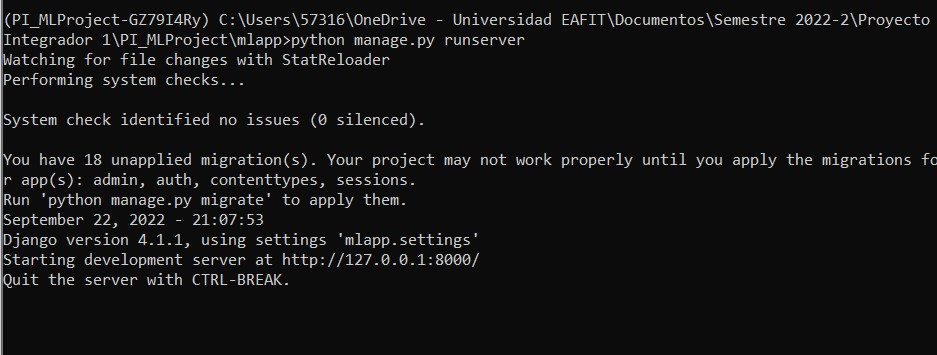 (PI_MLProject-GZ79I4Ry) C:\Users\57316\OneDrive - Universidad EAFIT\Documentos\Semestre 2022-2\Proyecto
Integrador 1\PI_MLProject\mlapp>python manage.py runserver
Watching for file changes with StatReloader
Performing system checks...

System check identified no issues (0 silenced).

You have 18 unapplied migration(s). Your project may not work properly until you apply the migrations fo
r app(s): admin, auth, contenttypes, sessions.
Run 'python manage.py migrate' to apply them.
September 22, 2022 - 21:07:53
Django version 4.1.1, using settings 'mlapp.settings'
Starting development server at http://127.0.0.1:8000/
Quit the server with CTRL-BREAK.